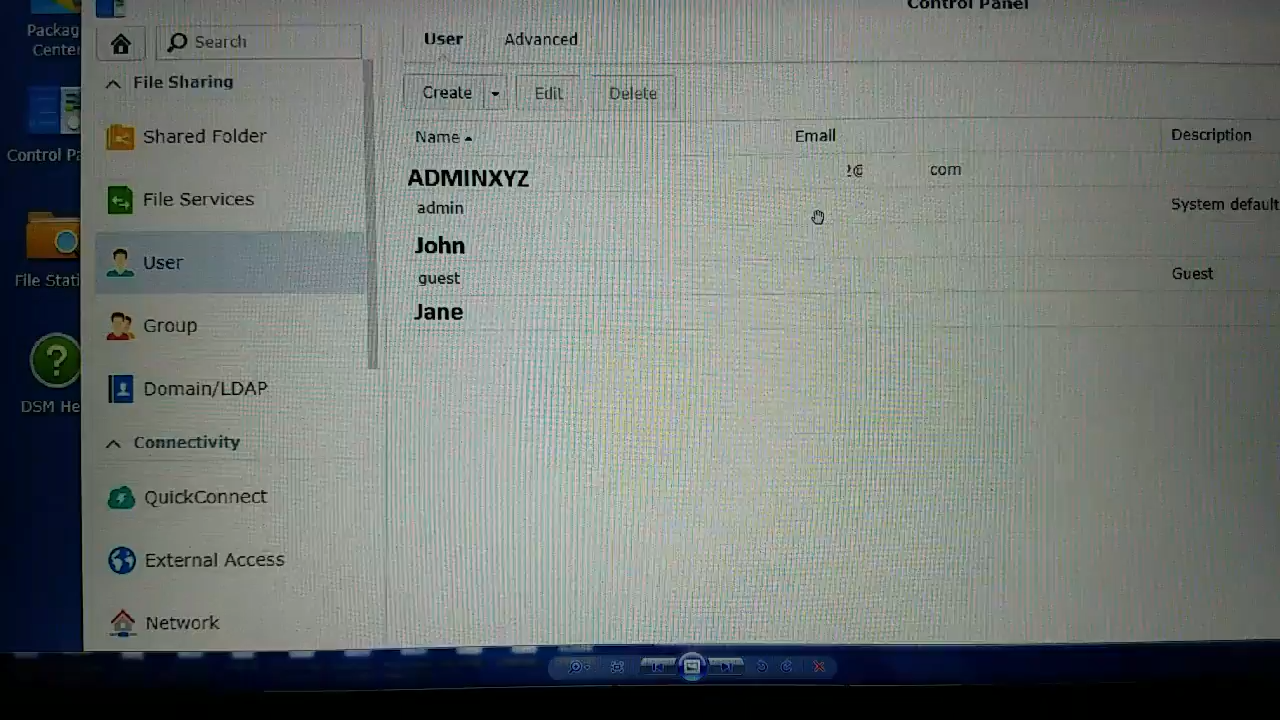 Control Panel
Package
Center
Search
User
Advanced
File Sharing
Create
Edit
Delete
Shared Folder
Name
Email
Description
File Services
ADMINXYZ
com
admin
System default
User
John
guest
Guest
Group
Jane
Domain/LDAP
Connectivity
QuickConnect
External Access
Network
Control Pa
File Stati
DSM He